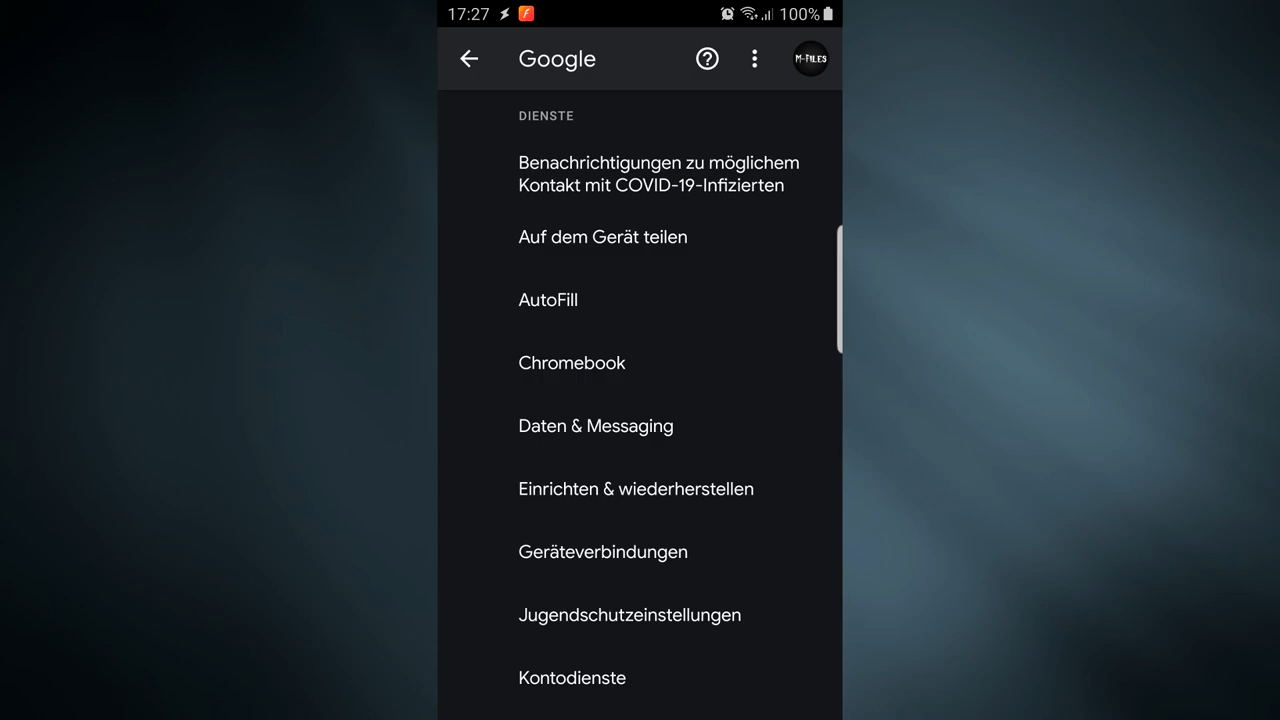 17:27 100%
Google M-FILES
DIENSTE
Benachrichtigungen zu möglichem
Kontakt mit COVID-19-Infizierten
Auf dem Gerät teilen
AutoFill
Chromebook
Daten & Messaging
Einrichten & wiederherstellen
Geräteverbindungen
Jugendschutzeinstellungen
Kontodienste